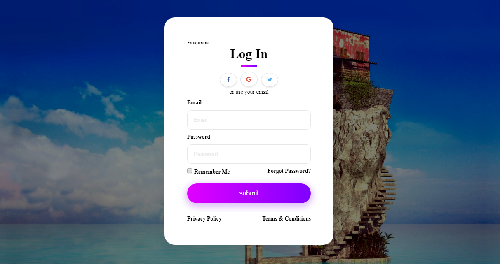 Log In
f G
or use your email
Email
Email
Password
Password
Remember Me Forgot Password?
Submit
Privacy Policy Terms & Conditions